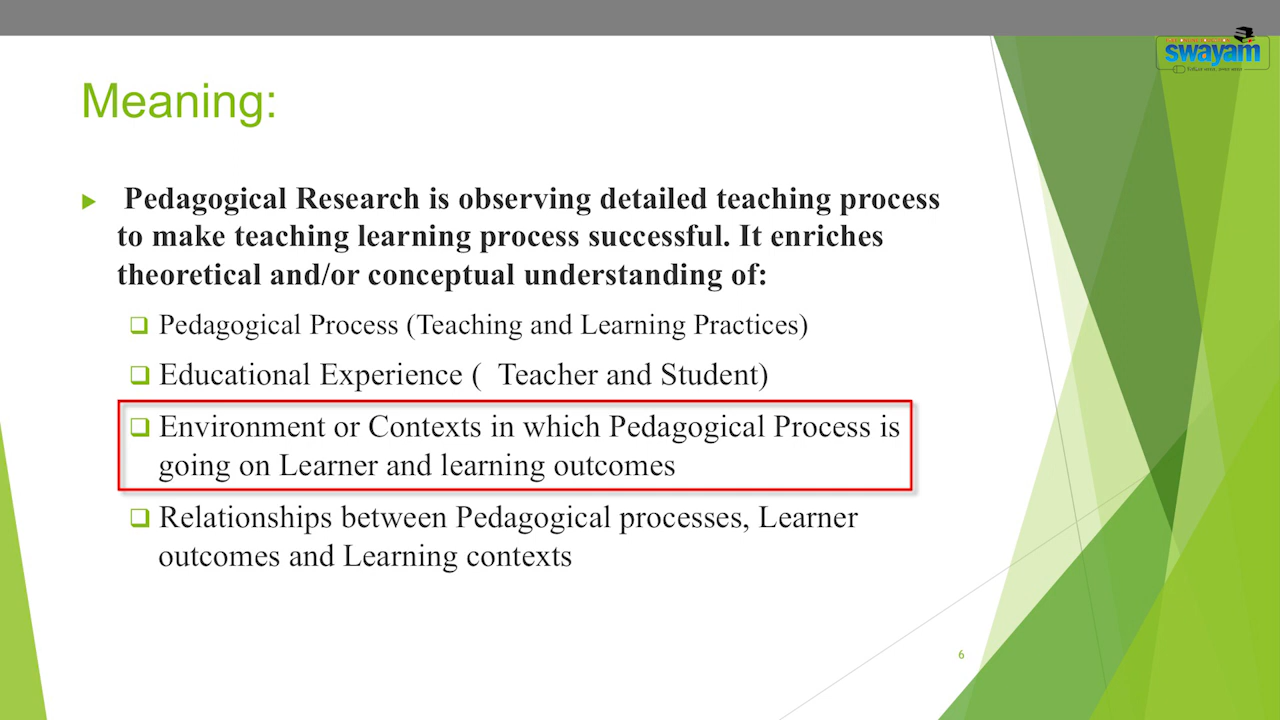 swayam
Meaning:
Pedagogical Research is observing detailed teaching process
to make teaching learning process successful. It enriches
theoretical and/or conceptual understanding of:
Pedagogical Process (Teaching and Learning Practices)
Educational Experience ( Teacher and Student)
Environment or Contexts in which Pedagogical Process is
going on Learner and learning outcomes
Relationships between Pedagogical processes, Learner
outcomes and Learning contexts
6